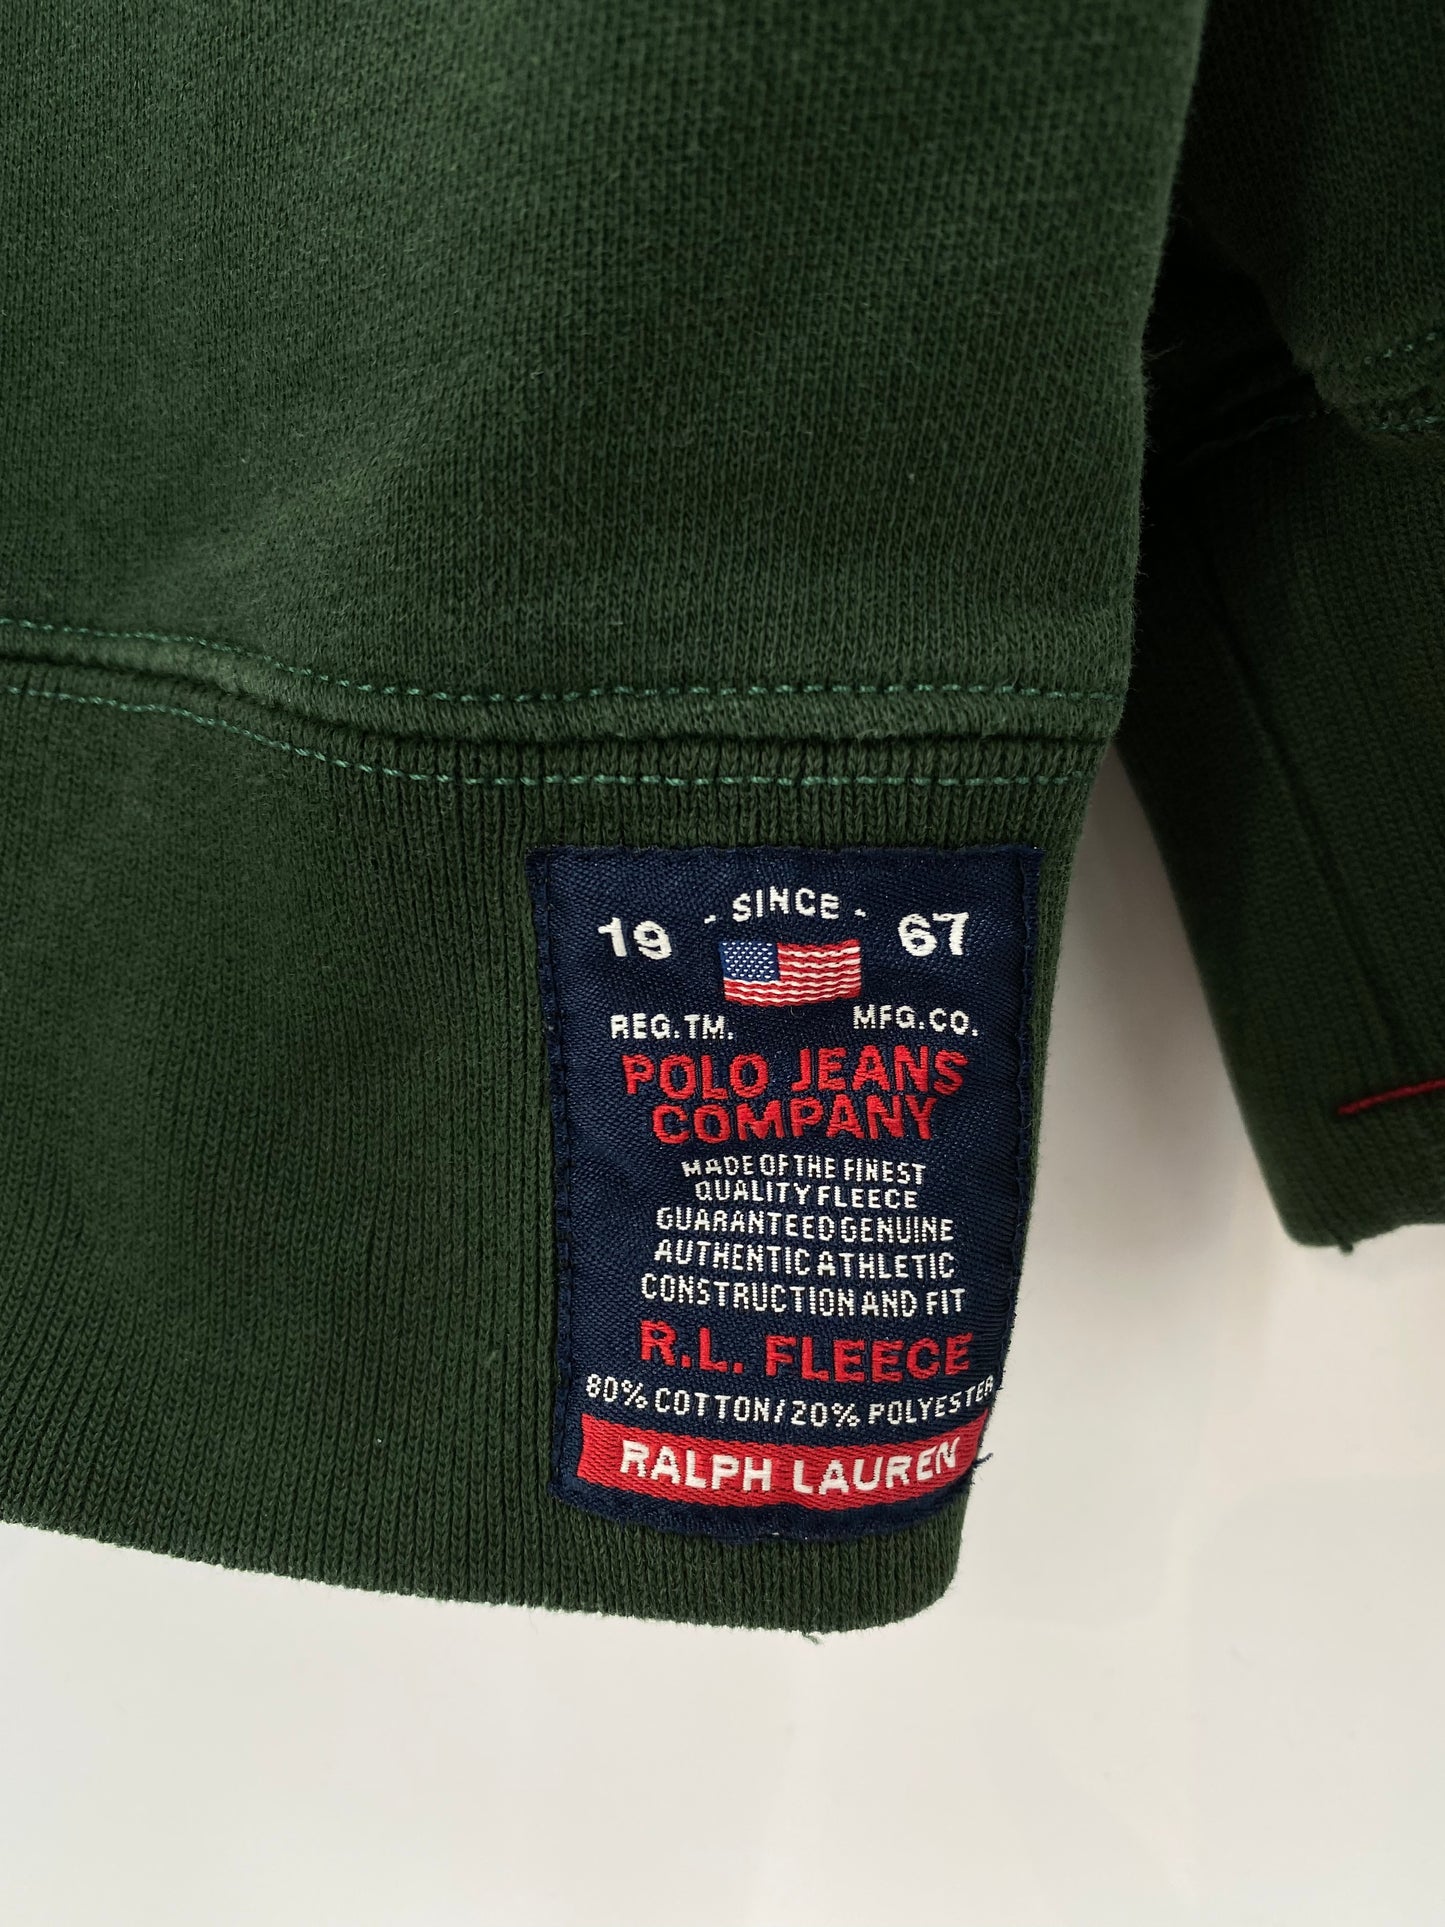 - SINCE -
19 67
REG.TM. MFG.CO.
POLO JEANS
COMPANY
MADE OF THE FINEST
QUALITY FLEECE
GUARANTEED GENUINE
AUTHENTIC ATHLETIC
CONSTRUCTION AND FIT
R.L. FLEECE
80% COTTON/20% POLYESTER
RALPH LAUREN